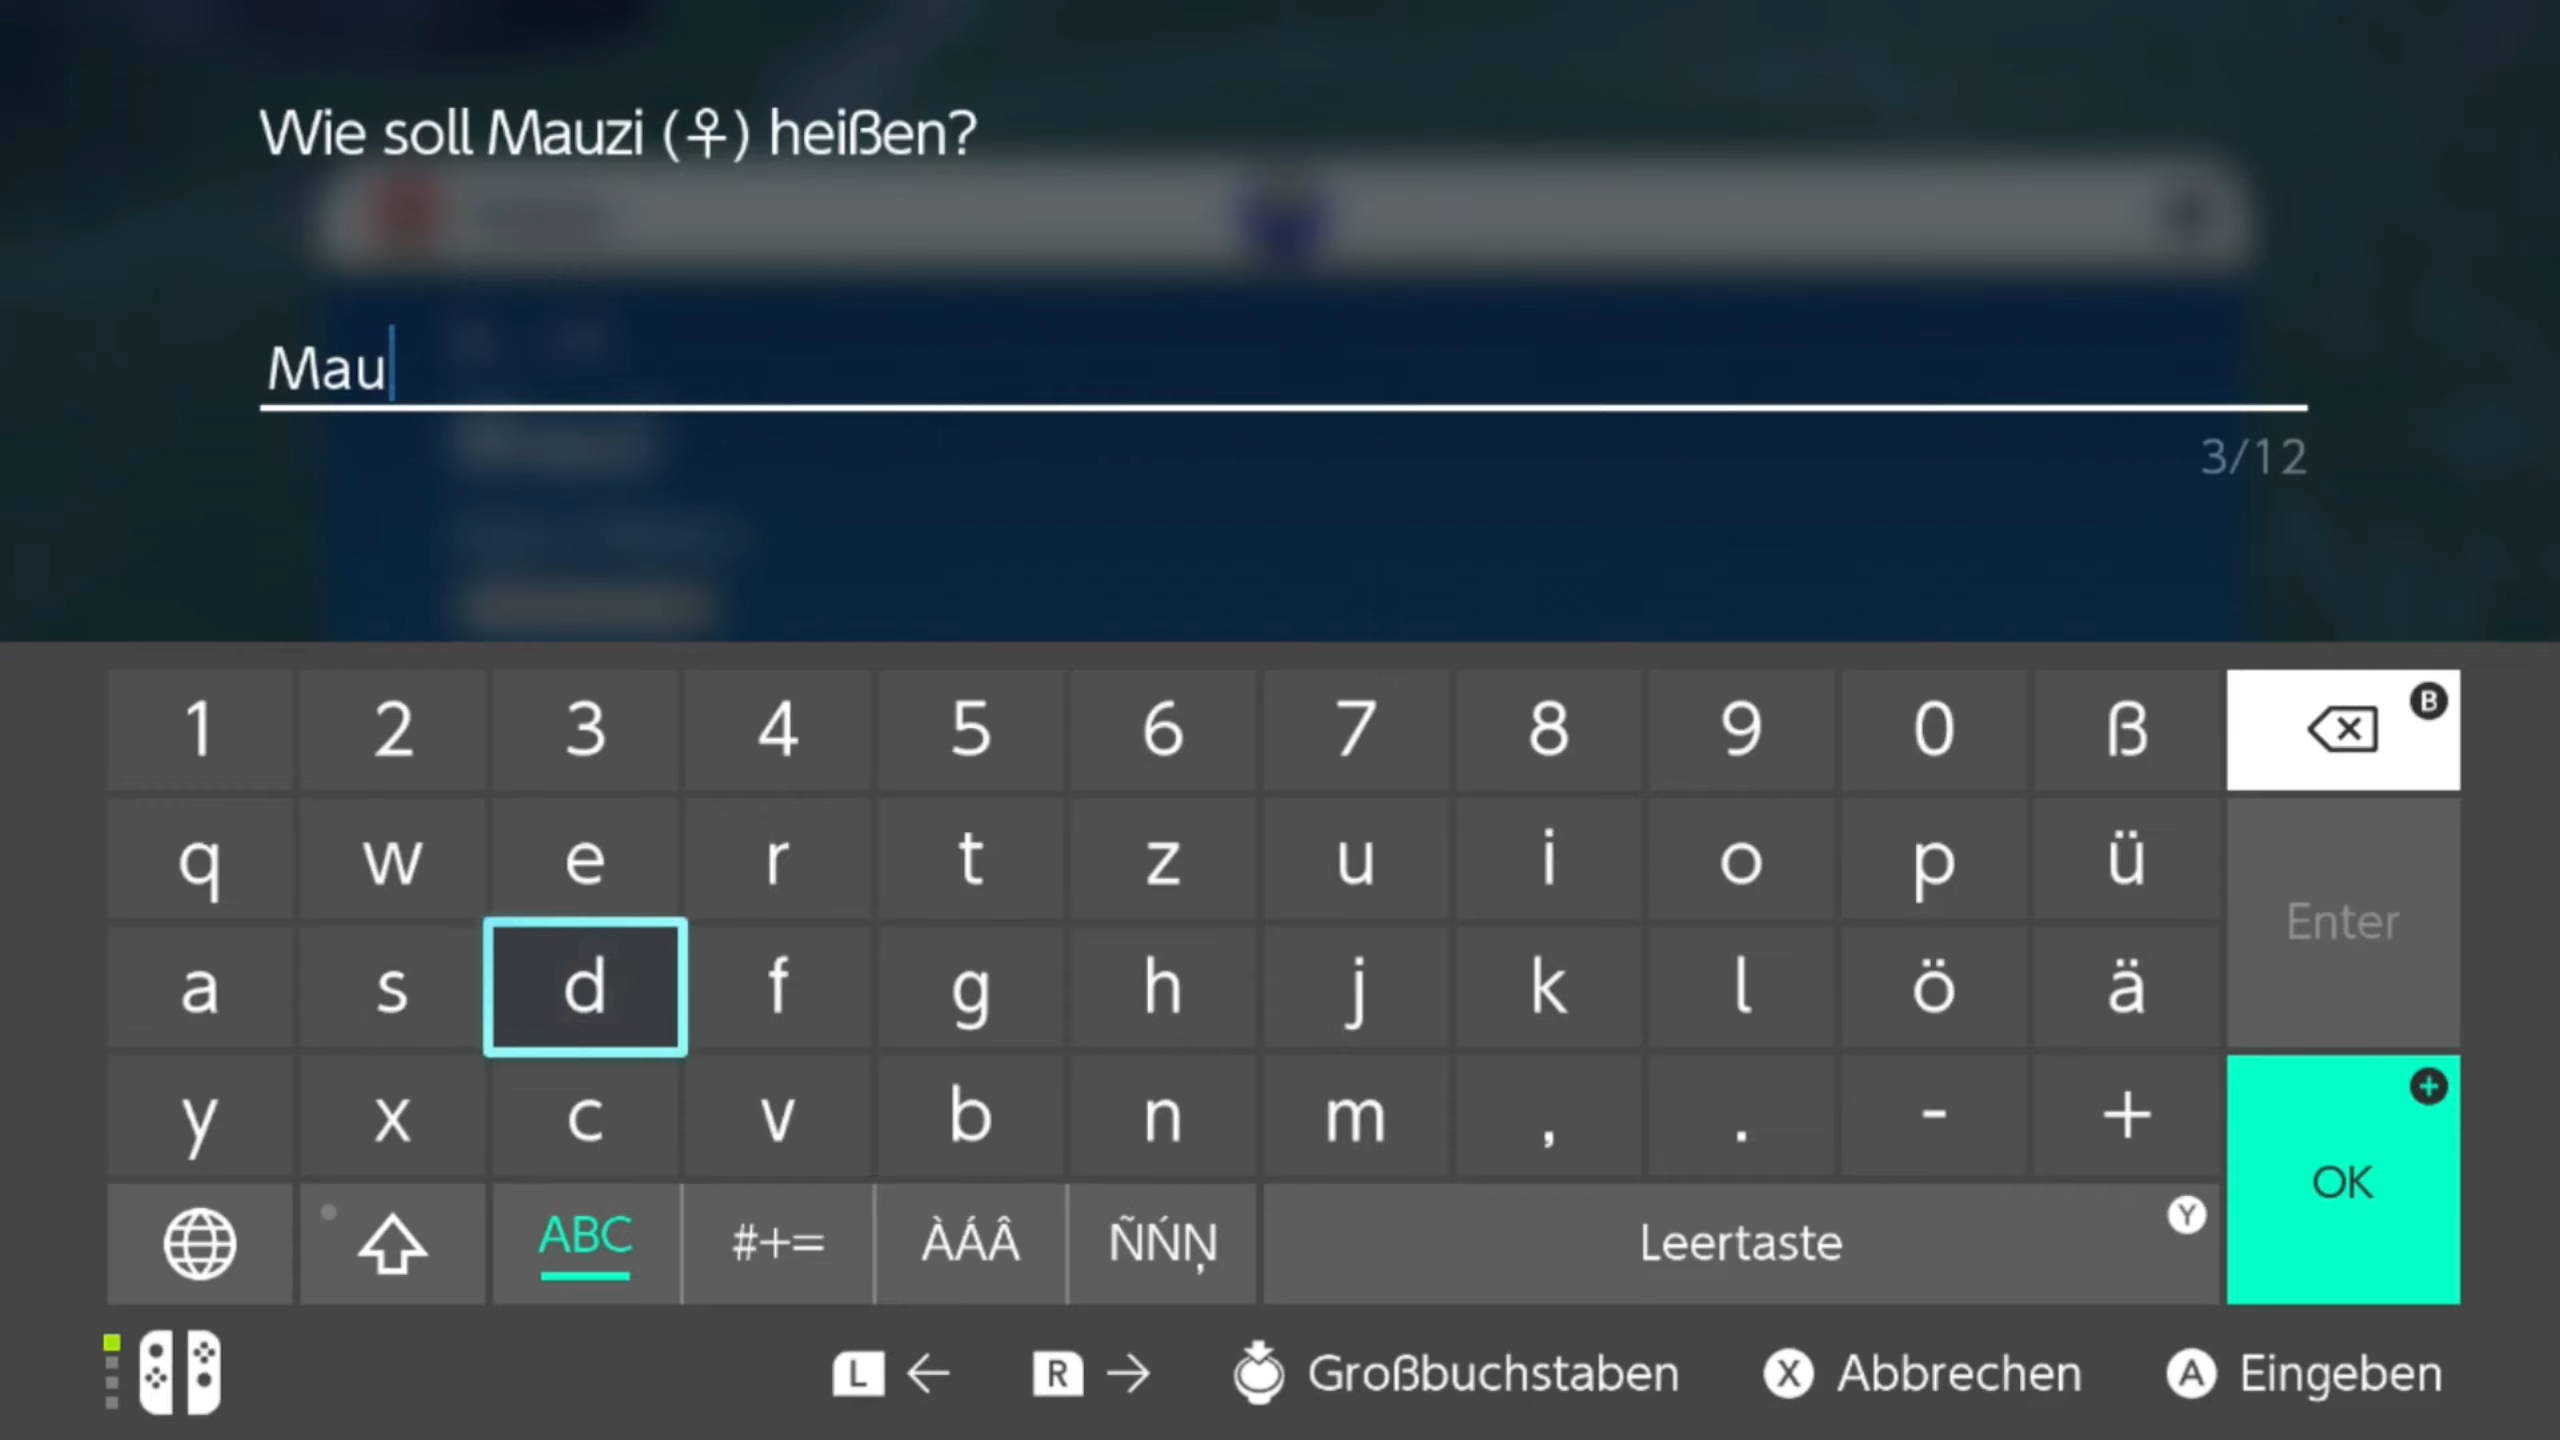 Wie soll Mauzi (♀) heißen?
Mau
3/12
1 2 3 4 5 6 7 8 9 0 ß B
q w e r t z u i o p ü
Enter
a s d f g h j k l ö ä
y x c v b n m , . - +
OK
ABC #+= ÀÁÂ ÑŃŅ Leertaste Y
L ← R → Großbuchstaben X Abbrechen A Eingeben